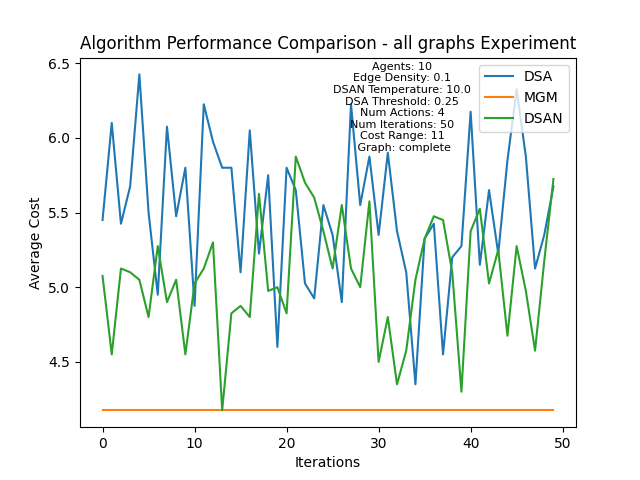 Algorithm Performance Comparison - all graphs Experiment
Agents: 10
Edge Density: 0.1
DSAN Temperature: 10.0
DSA Threshold: 0.25
Num Actions: 4
Num Iterations: 50
Cost Range: 11
Graph: complete
DSA
MGM
DSAN
Average Cost
6.5
6.0
5.5
5.0
4.5
0
10
20
30
40
50
Iterations